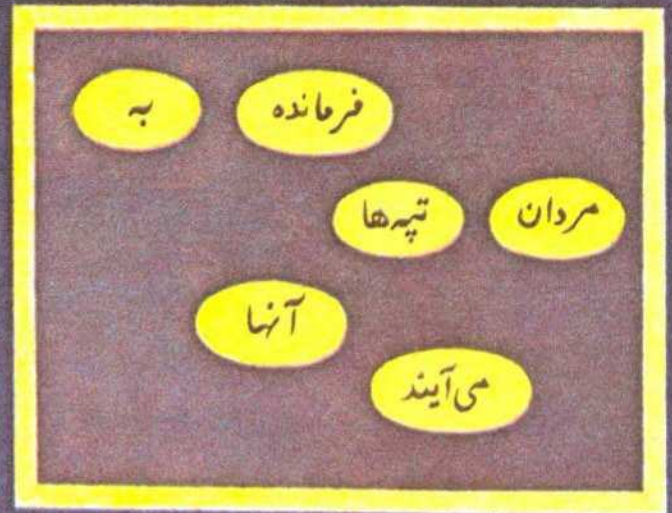 فرمانده به
مردان تپه‌ها
آنها
می‌آیند